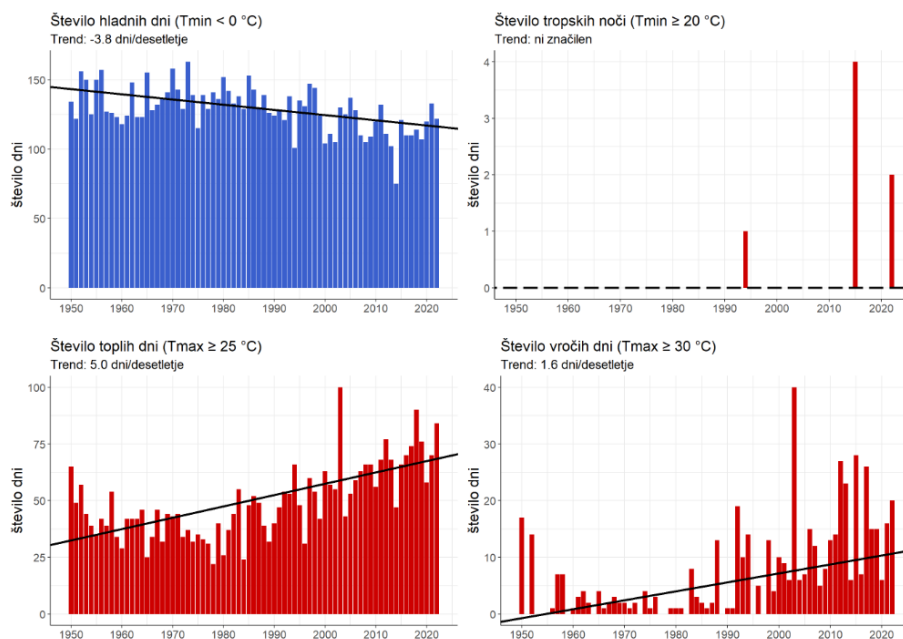 Število hladnih dni (Tmin < 0 °C)
Trend: -3.8 dni/desetletje
število dni
150
100
50
0
1950 1960 1970 1980 1990 2000 2010 2020
Število tropskih noči (Tmin ≥ 20 °C)
Trend: ni značilen
število dni
4
3
2
1
0
1950 1960 1970 1980 1990 2000 2010 2020
Število toplih dni (Tmax ≥ 25 °C)
Trend: 5.0 dni/desetletje
število dni
100
75
50
25
0
1950 1960 1970 1980 1990 2000 2010 2020
Število vročih dni (Tmax ≥ 30 °C)
Trend: 1.6 dni/desetletje
število dni
40
30
20
10
0
1950 1960 1970 1980 1990 2000 2010 2020